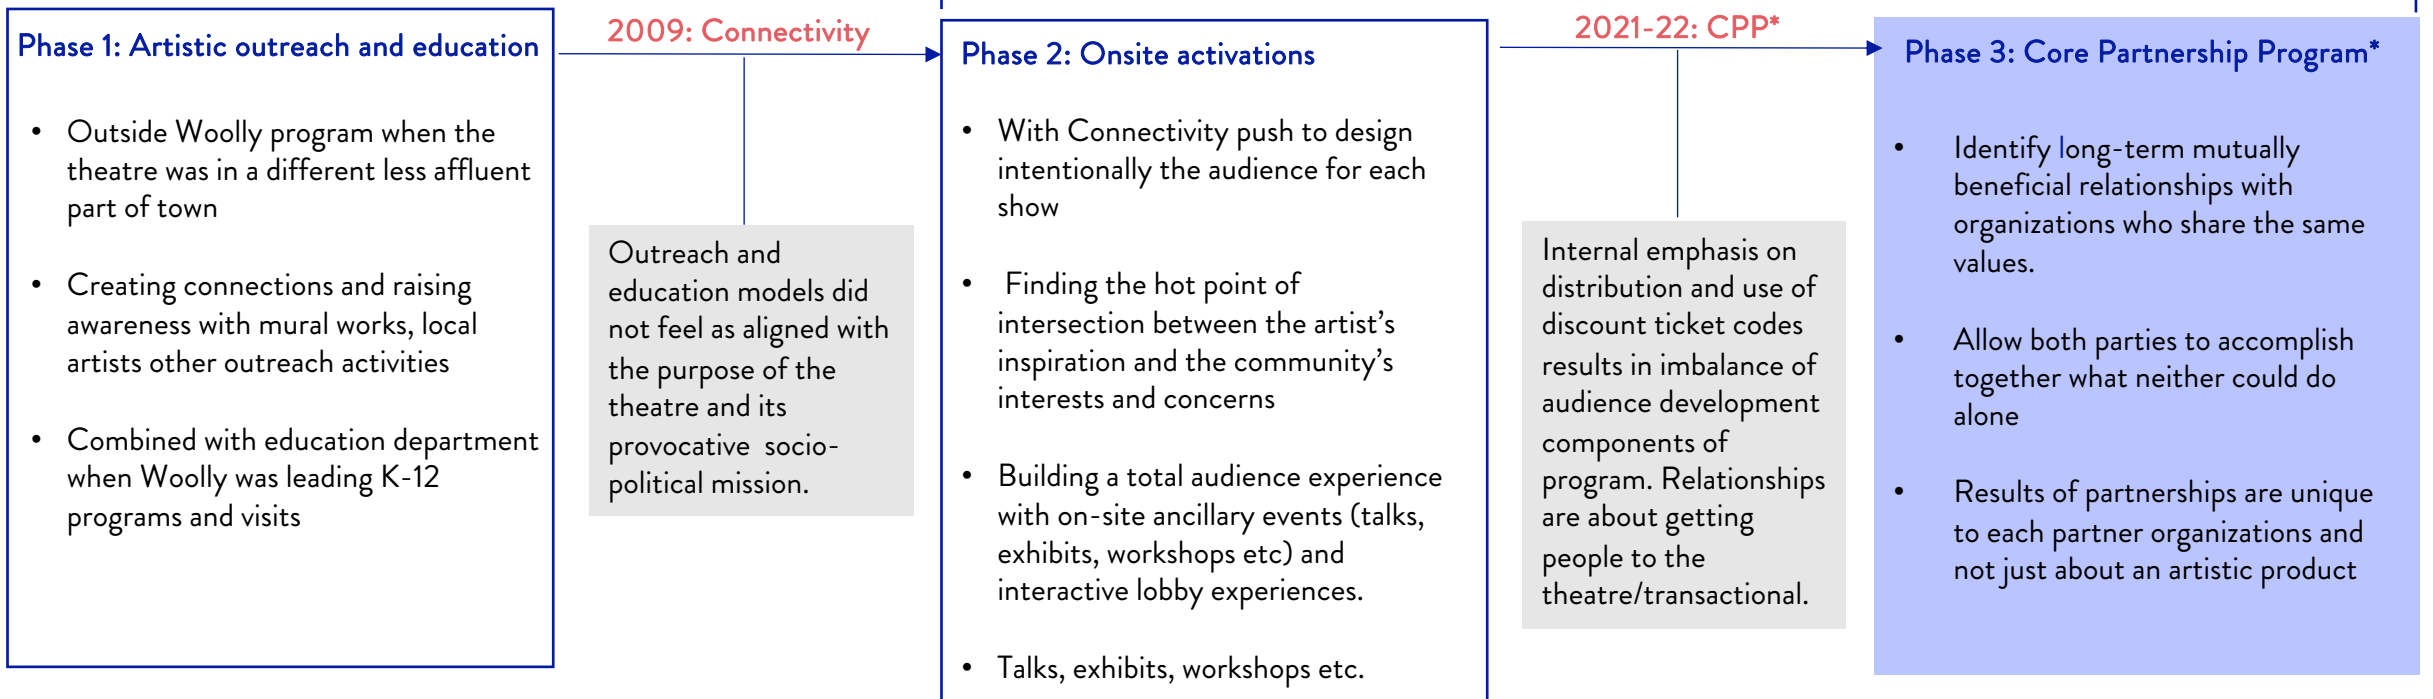 Phase 1: Artistic outreach and education
• Outside Woolly program when the
theatre was in a different less affluent
part of town
• Creating connections and raising
awareness with mural works, local
artists other outreach activities
• Combined with education department
when Woolly was leading K-12
programs and visits
2009: Connectivity
Outreach and
education models did
not feel as aligned with
the purpose of the
theatre and its
provocative socio-
political mission.
Phase 2: Onsite activations
• With Connectivity push to design
intentionally the audience for each
show
• Finding the hot point of
intersection between the artist’s
inspiration and the community’s
interests and concerns
• Building a total audience experience
with on-site ancillary events (talks,
exhibits, workshops etc) and
interactive lobby experiences.
• Talks, exhibits, workshops etc.
2021-22: CPP*
Internal emphasis on
distribution and use of
discount ticket codes
results in imbalance of
audience development
components of
program. Relationships
are about getting
people to the
theatre/transactional.
Phase 3: Core Partnership Program*
• Identify long-term mutually
beneficial relationships with
organizations who share the same
values.
• Allow both parties to accomplish
together what neither could do
alone
• Results of partnerships are unique
to each partner organizations and
not just about an artistic product